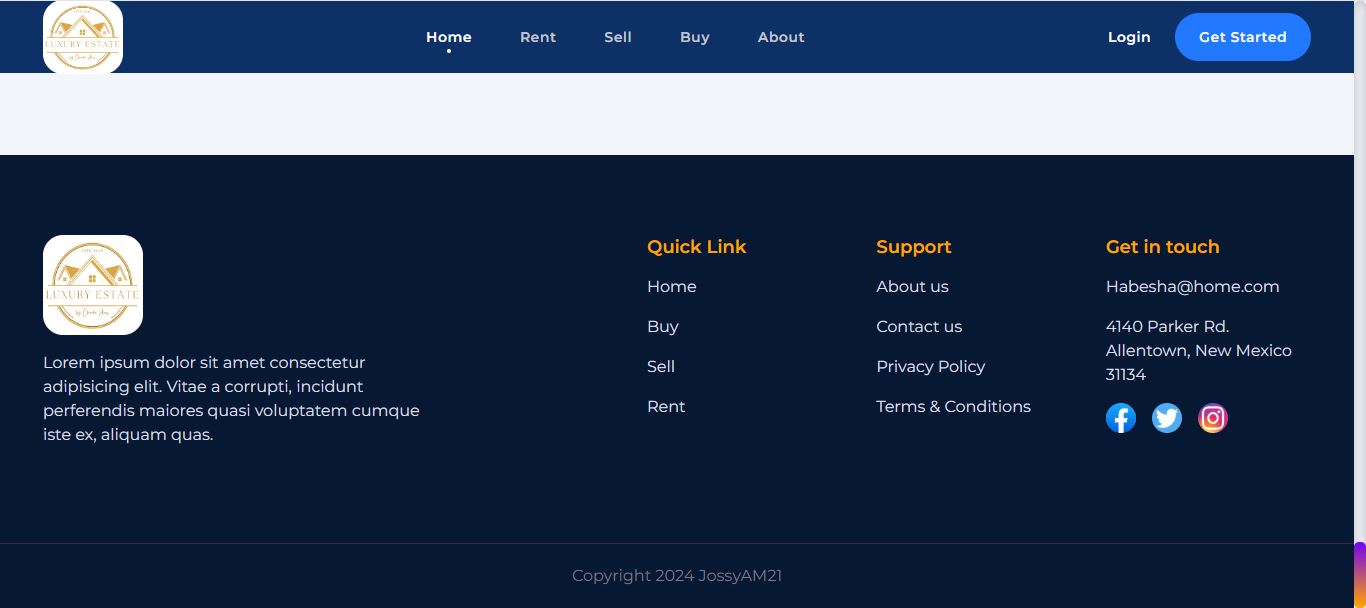 LUXURY ESTATE
Home
Rent
Sell
Buy
About
Login
Get Started
LUXURY ESTATE
Lorem ipsum dolor sit amet consectetur
adipisicing elit. Vitae a corrupti, incidunt
perferendis maiores quasi voluptatem cumque
iste ex, aliquam quas.
Quick Link
Home
Buy
Sell
Rent
Support
About us
Contact us
Privacy Policy
Terms & Conditions
Get in touch
Habesha@home.com
4140 Parker Rd.
Allentown, New Mexico
31134
Copyright 2024 JossyAM21